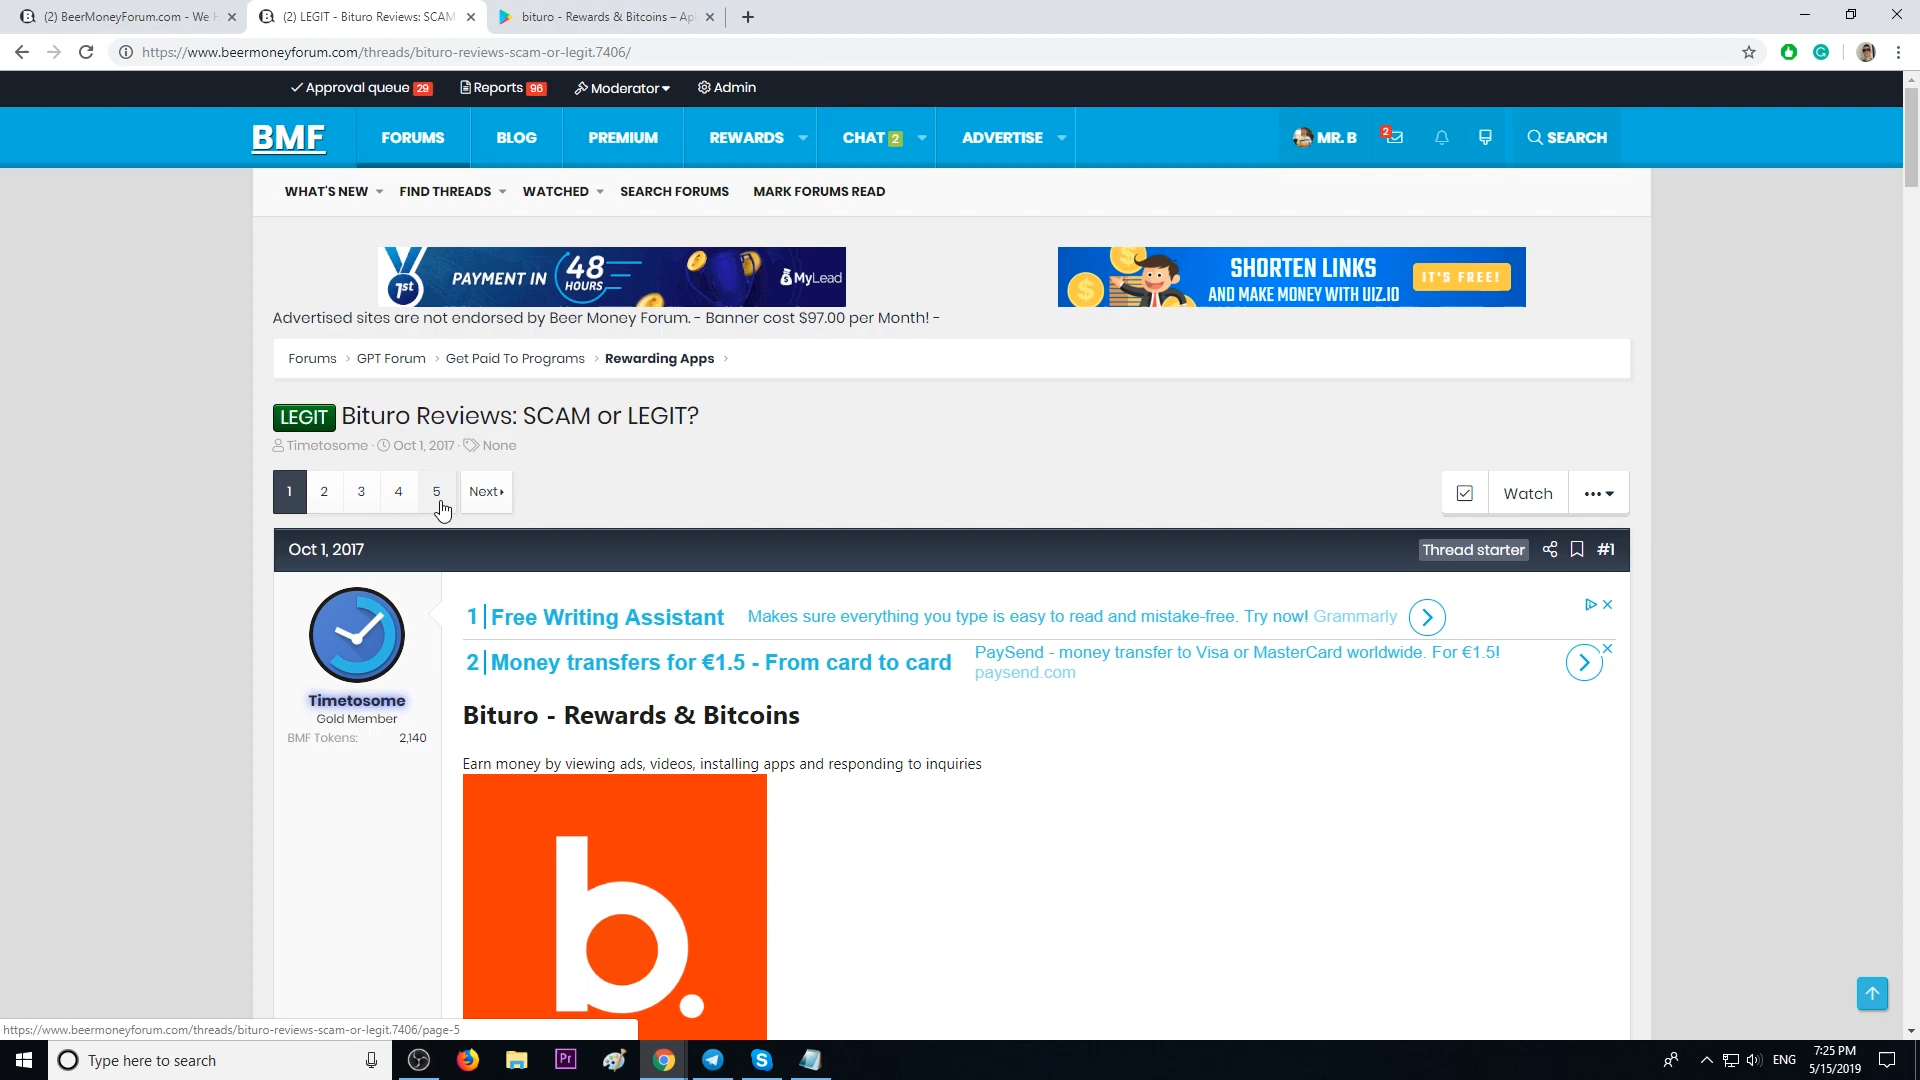 (2) BeerMoneyForum.com - We H
(2) LEGIT - Bituro Reviews: SCAM
bituro - Rewards & Bitcoins – Ap
https://www.beermoneyforum.com/threads/bituro-reviews-scam-or-legit.7406/
Approval queue 29
Reports 96
Moderator
Admin
BMF
FORUMS
BLOG
PREMIUM
REWARDS
CHAT 2
ADVERTISE
MR. B
2
SEARCH
WHAT'S NEW
FIND THREADS
WATCHED
SEARCH FORUMS
MARK FORUMS READ
1st
PAYMENT IN 48 HOURS
MyLead
SHORTEN LINKS
AND MAKE MONEY WITH UIZ.IO
IT'S FREE!
Advertised sites are not endorsed by Beer Money Forum. - Banner cost $97.00 per Month! -
Forums › GPT Forum › Get Paid To Programs › Rewarding Apps ›
LEGIT Bituro Reviews: SCAM or LEGIT?
Timetosome · Oct 1, 2017 · None
1 2 3 4 5 Next
Watch
Oct 1, 2017
Thread starter
#1
1 Free Writing Assistant
Makes sure everything you type is easy to read and mistake-free. Try now! Grammarly
2 Money transfers for €1.5 - From card to card
PaySend - money transfer to Visa or MasterCard worldwide. For €1.5!
paysend.com
Timetosome
Gold Member
BMF Tokens: 2,140
Bituro - Rewards & Bitcoins
Earn money by viewing ads, videos, installing apps and responding to inquiries
b.
https://www.beermoneyforum.com/threads/bituro-reviews-scam-or-legit.7406/page-5
Type here to search
Pr
ENG
7:25 PM
5/15/2019